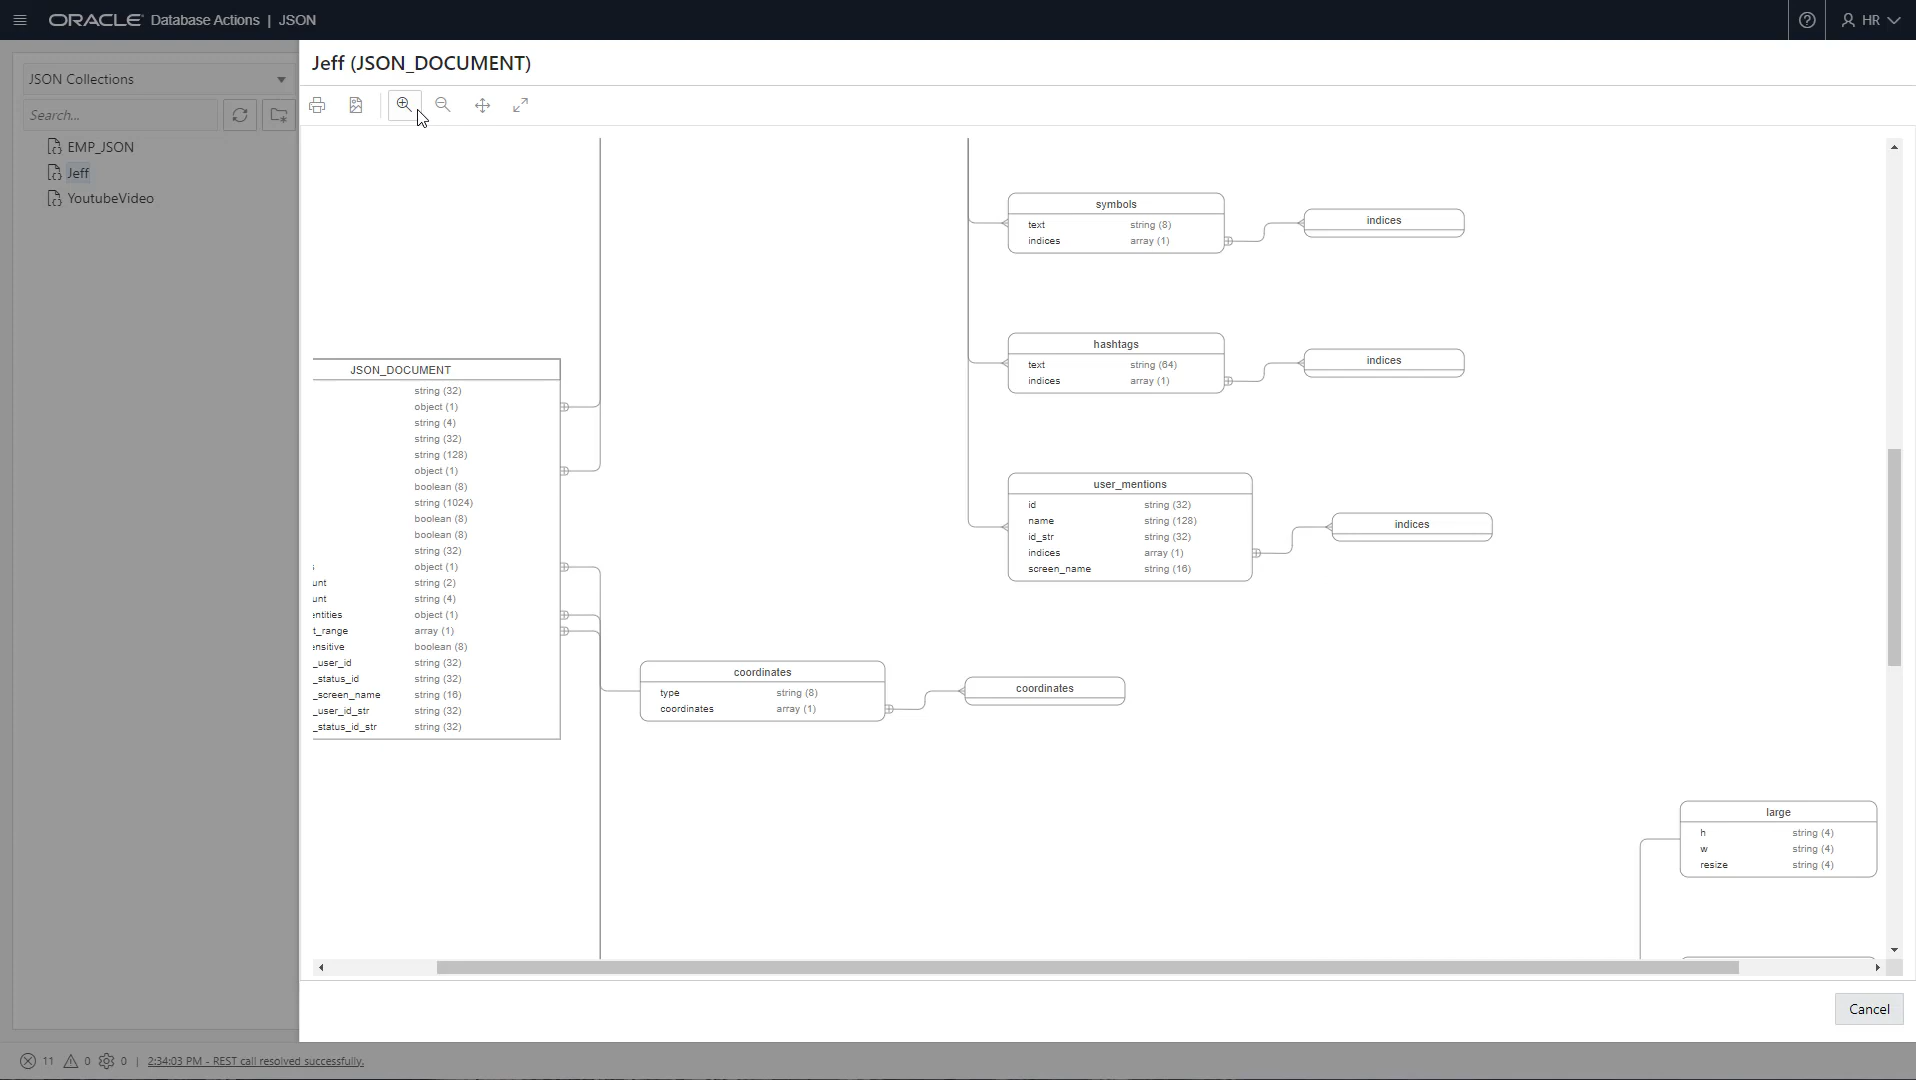 ORACLE Database Actions | JSON
HR
JSON Collections
Search...
EMP_JSON
Jeff
YoutubeVideo
Jeff (JSON_DOCUMENT)
symbols
text string (8)
indices array (1)
indices
hashtags
text string (64)
indices array (1)
indices
JSON_DOCUMENT
string (32)
object (1)
string (4)
string (32)
string (128)
object (1)
boolean (8)
string (1024)
boolean (8)
boolean (8)
string (32)
s object (1)
unt string (2)
unt string (4)
entities object (1)
t_range array (1)
ensitive boolean (8)
_user_id string (32)
_status_id string (32)
_screen_name string (16)
_user_id_str string (32)
_status_id_str string (32)
user_mentions
id string (32)
name string (128)
id_str string (32)
indices array (1)
screen_name string (16)
indices
coordinates
type string (8)
coordinates array (1)
coordinates
large
h string (4)
w string (4)
resize string (4)
Cancel
11 0 0 | 2:34:03 PM - REST call resolved successfully.